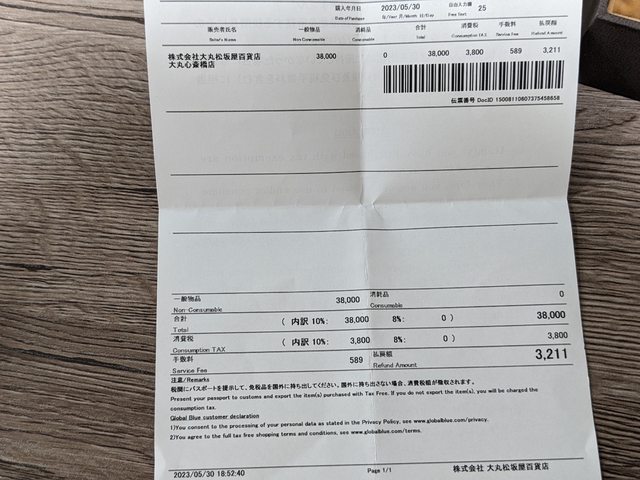 購入年月日 2023/05/30 自由入力欄 25
Date of Purchase 年/Year 月/Month 日/Day Free Text
販売者氏名 一般物品 消耗品 合計 消費税 手数料 払戻額
Seller's Name Non Consumable Consumable Total Consumption TAX Service Fee Refund Amount
株式会社大丸松坂屋百貨店 38,000 0 38,000 3,800 589 3,211
大丸心斎橋店
伝票番号 DocID 15008110607375458658
一般物品 38,000 消耗品 0
Non-Consumable Consumable
合計 ( 内訳 10%: 38,000 8%: 0 ) 38,000
Total
消費税 ( 内訳 10%: 3,800 8%: 0 ) 3,800
Consumption TAX
手数料 589 払戻額 3,211
Service Fee Refund Amount
注意/Remarks
税関にパスポートを提示して、免税品を国外に持ち出してください。国外に持ち出さない場合、消費税額が徴収されます。
Present your passport to customs and export the item(s) purchased with Tax Free. If you do not export the item(s), you will be charged the
consumption tax.
Global Blue customer declaration
1)You consent to the processing of your personal data as stated in the Privacy Policy, see www.globalblue.com/privacy.
2)You agree to the full tax free shopping terms and conditions, see www.globalblue.com/terms.
2023/05/30 18:52:40 Page 1/1 株式会社 大丸松坂屋百貨店